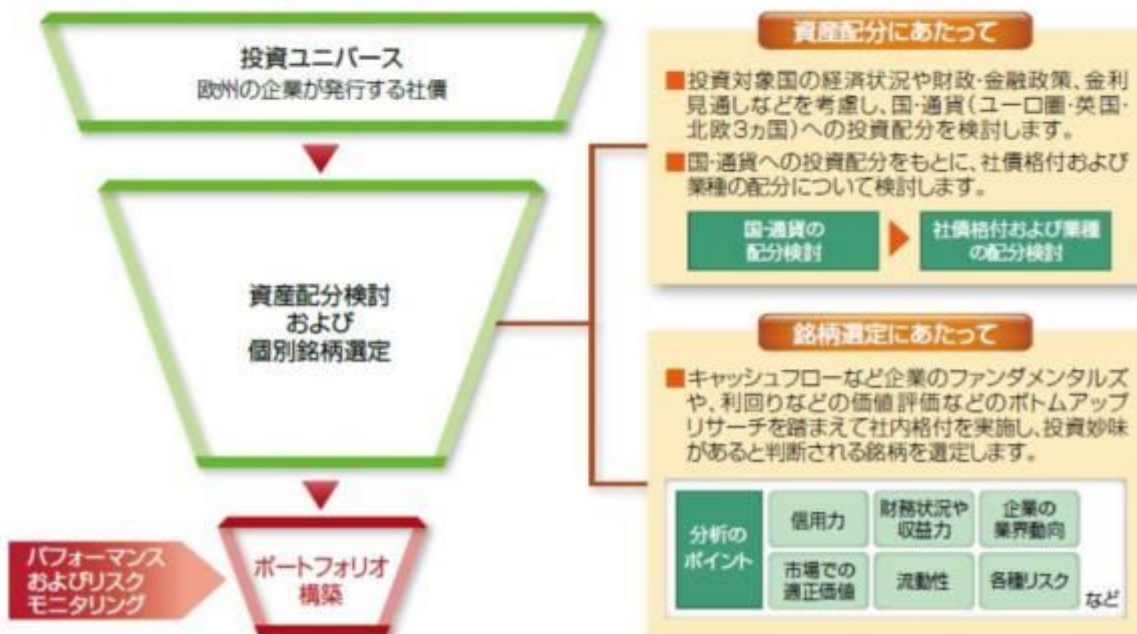 投資ユニバース
欧州の企業が発行する社債
資産配分検討
および
個別銘柄選定
パフォーマンス
およびリスク
モニタリング
ポートフォリオ
構築
資産配分にあたって
■投資対象国の経済状況や財政・金融政策、金利
見通しなどを考慮し、国・通貨(ユーロ圏・英国・
北欧3ヵ国)への投資配分を検討します。
■国・通貨への投資配分をもとに、社債格付および
業種の配分について検討します。
国・通貨の
配分検討
社債格付および業種
の配分検討
銘柄選定にあたって
■キャッシュフローなど企業のファンダメンタルズ
や、利回りなどの価値評価などのボトムアップ
リサーチを踏まえて社内格付を実施し、投資妙味
があると判断される銘柄を選定します。
分析の
ポイント
信用力
財務状況や
収益力
企業の
業界動向
市場での
適正価値
流動性
各種リスク
など